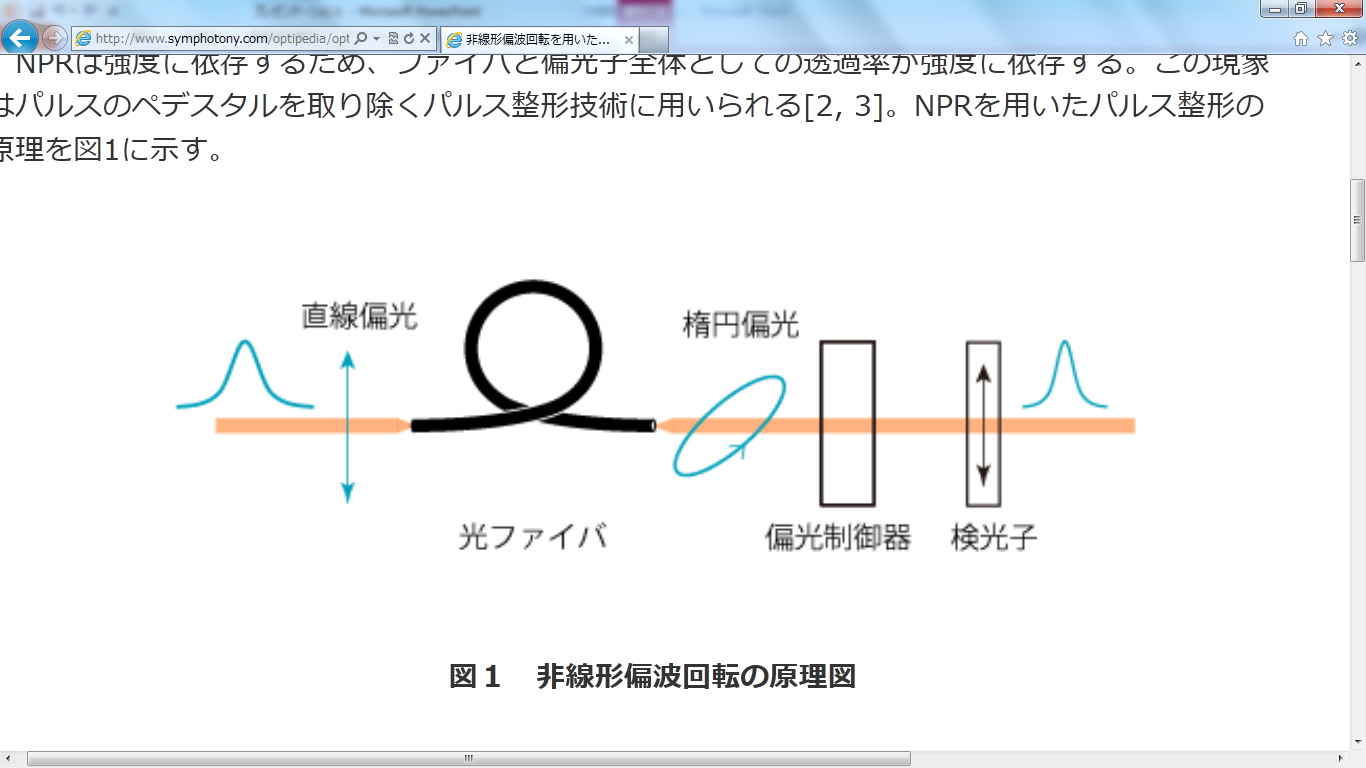 http://www.symphotony.com/optipedia/opt
非線形偏波回転を用いた...
NPRは強度に依存するため、ファイバと偏光子全体としての透過率が強度に依存する。この現象
はパルスのペデスタルを取り除くパルス整形技術に用いられる[2, 3]。NPRを用いたパルス整形の
原理を図1に示す。
直線偏光
楕円偏光
光ファイバ
偏光制御器
検光子
図１　非線形偏波回転の原理図